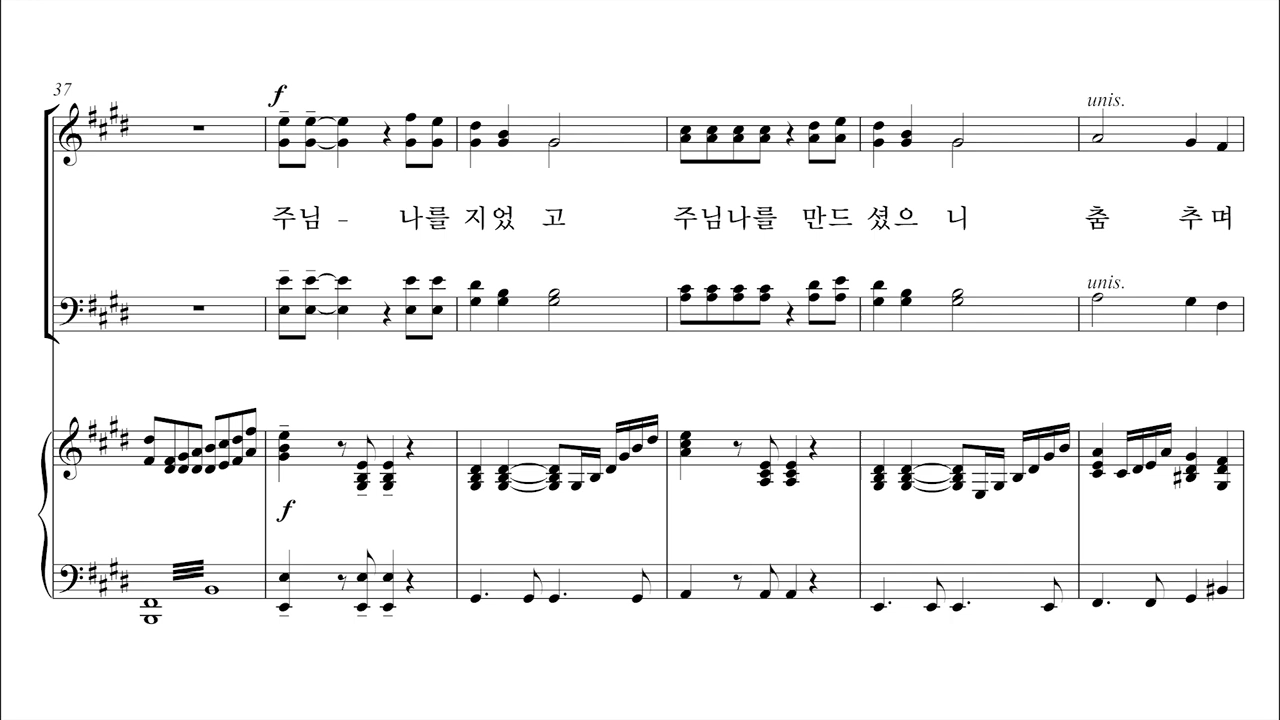 37
f
unis.
주님 - 나를 지었 고 주님나를 만드 셨으 니 춤 추며
unis.
f